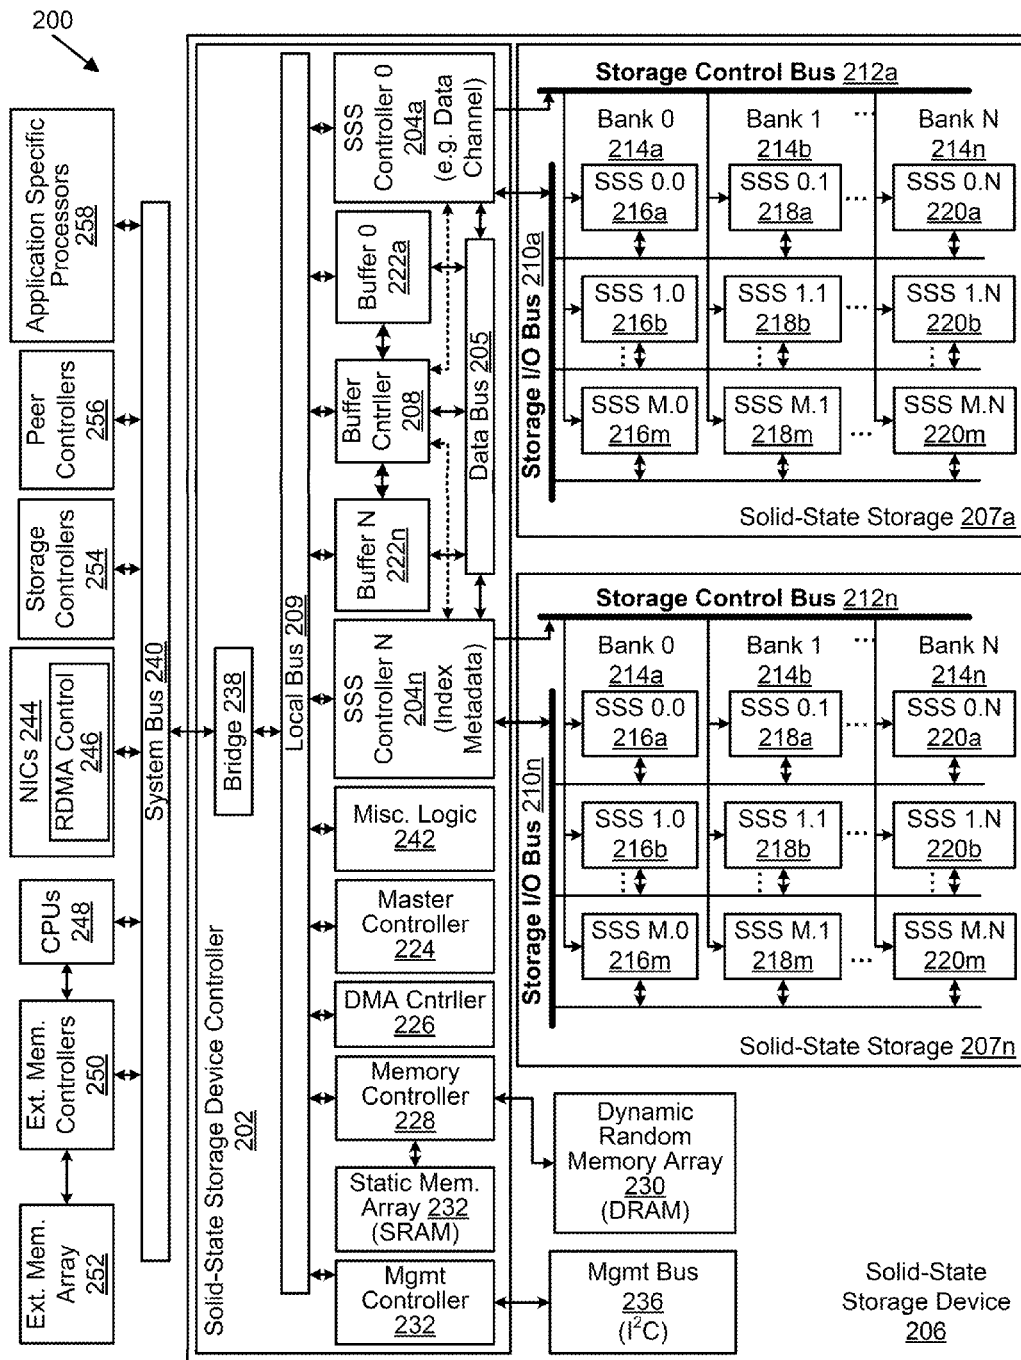 200
Application Specific
Processors
258
Peer
Controllers
256
Storage
Controllers
254
NICs 244
RDMA Control
246
CPUs
248
Ext. Mem.
Controllers
250
Ext. Mem.
Array
252
System Bus 240
Bridge 238
Solid-State Storage Device Controller
202
Local Bus 209
SSS
Controller 0
204a
(e.g. Data
Channel)
Buffer 0
222a
Buffer
Cntrller
208
Buffer N
222n
Data Bus 205
SSS
Controller N
204n
(Index
Metadata)
Misc. Logic
242
Master
Controller
224
DMA Cntrller
226
Memory
Controller
228
Static Mem.
Array 232
(SRAM)
Mgmt
Controller
232
Storage Control Bus 212a
Storage I/O Bus 210a
Bank 0
214a
Bank 1
214b
...
Bank N
214n
SSS 0.0
216a
SSS 0.1
218a
...
SSS 0.N
220a
SSS 1.0
216b
SSS 1.1
218b
...
SSS 1.N
220b
SSS M.0
216m
SSS M.1
218m
...
SSS M.N
220m
Solid-State Storage 207a
Storage Control Bus 212n
Storage I/O Bus 210n
Bank 0
214a
Bank 1
214b
...
Bank N
214n
SSS 0.0
216a
SSS 0.1
218a
...
SSS 0.N
220a
SSS 1.0
216b
SSS 1.1
218b
...
SSS 1.N
220b
SSS M.0
216m
SSS M.1
218m
...
SSS M.N
220m
Solid-State Storage 207n
Dynamic
Random
Memory Array
230
(DRAM)
Mgmt Bus
236
(I²C)
Solid-State
Storage Device
206